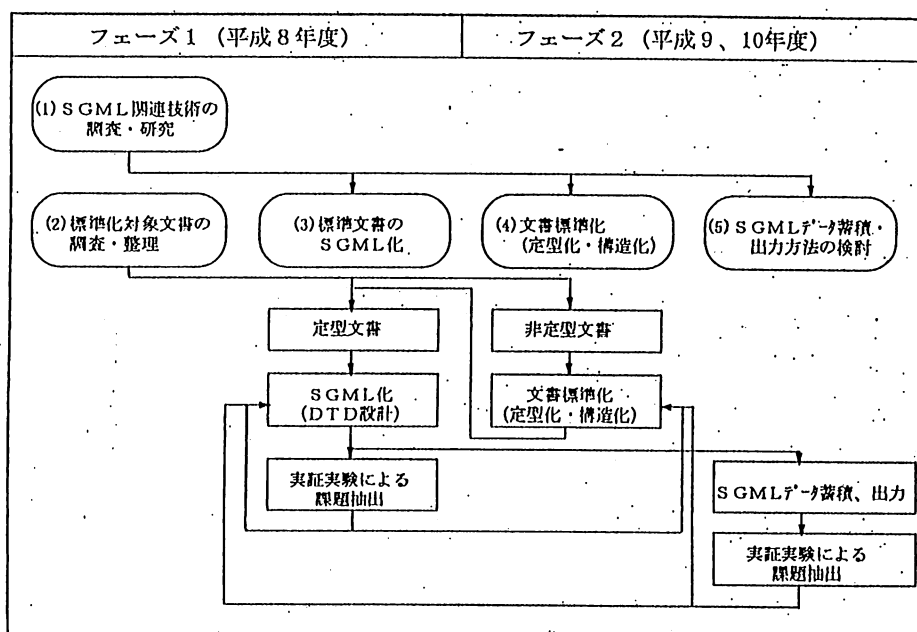 フェーズ1 (平成8年度)
フェーズ2 (平成9、10年度)
(1) SGML関連技術の
調査・研究
(2) 標準化対象文書の
調査・整理
(3) 標準文書の
SGML化
(4) 文書標準化
(定型化・構造化)
(5) SGMLデータ蓄積・
出力方法の検討
定型文書
非定型文書
SGML化
(DTD設計)
文書標準化
(定型化・構造化)
実証実験による
課題抽出
SGMLデータ蓄積、出力
実証実験による
課題抽出